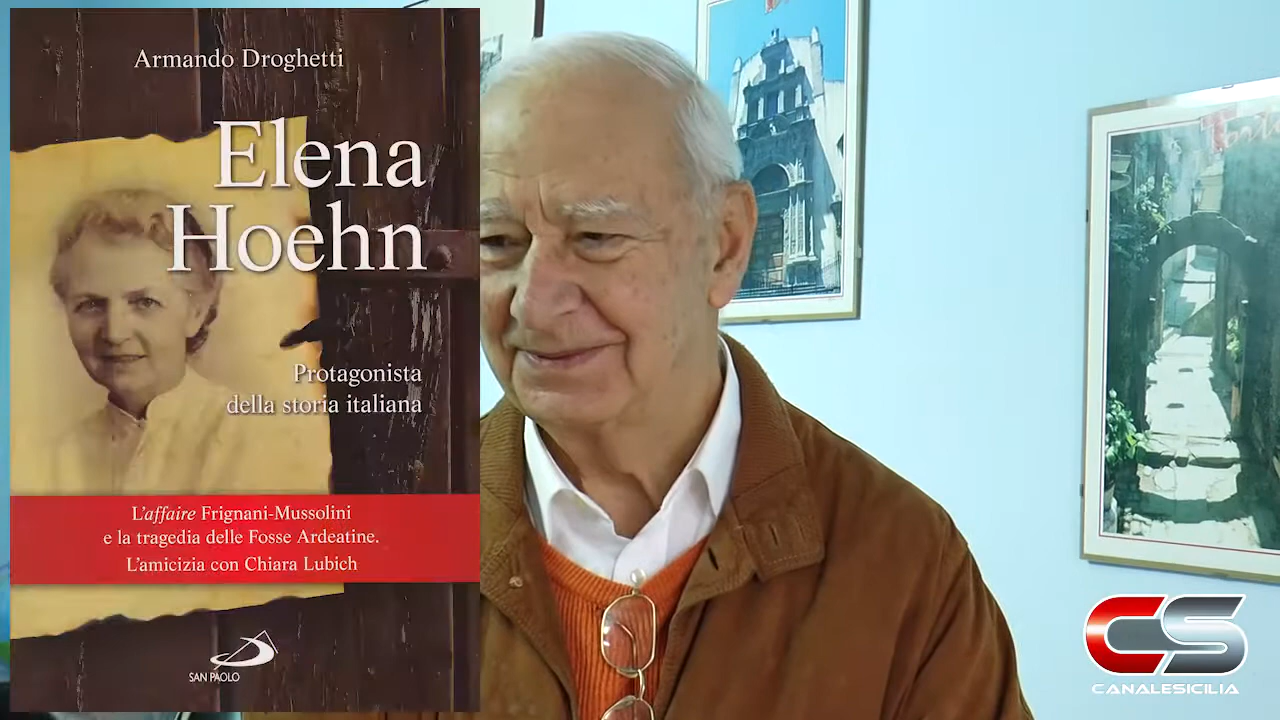 Armando Droghetti
Elena
Hoehn
Protagonista
della storia italiana
L'affaire Frignani-Mussolini
e la tragedia delle Fosse Ardeatine.
L'amicizia con Chiara Lubich
SAN PAOLO
CS
CANALESICILIA